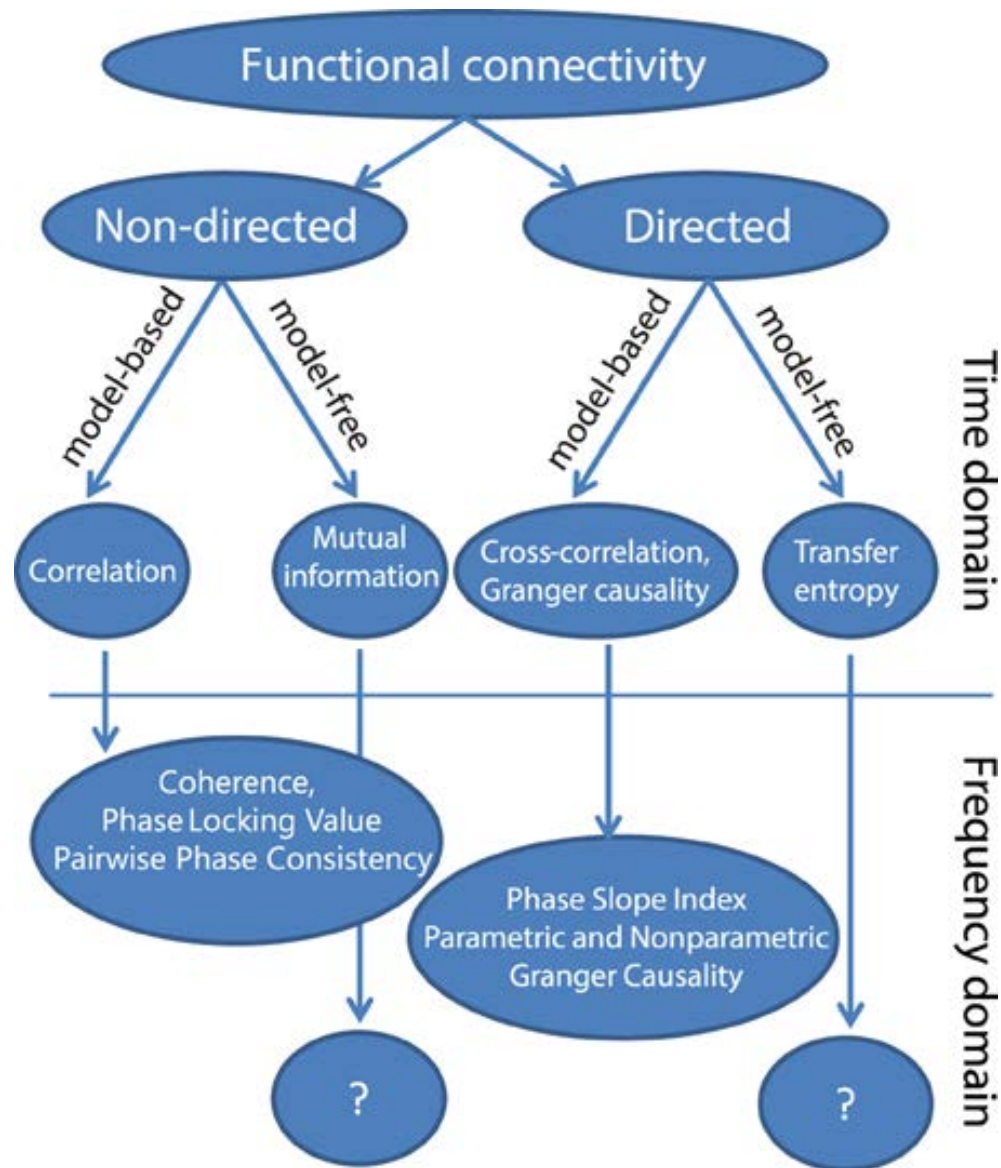 Functional connectivity
Non-directed
Directed
model-based
model-free
model-based
model-free
Time domain
Correlation
Mutual
information
Cross-correlation,
Granger causality
Transfer
entropy
Coherence,
Phase Locking Value
Pairwise Phase Consistency
Phase Slope Index
Parametric and Nonparametric
Granger Causality
Frequency domain
?
?